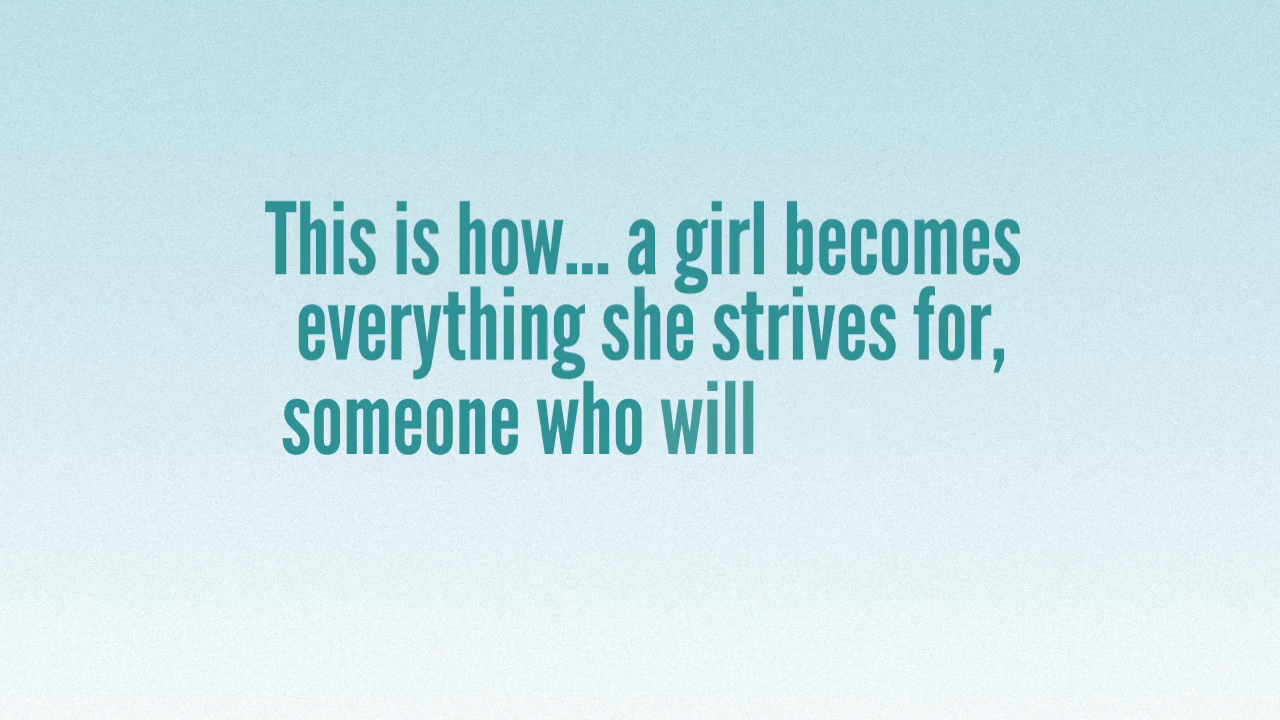 This is how... a girl becomes
everything she strives for,
someone who will